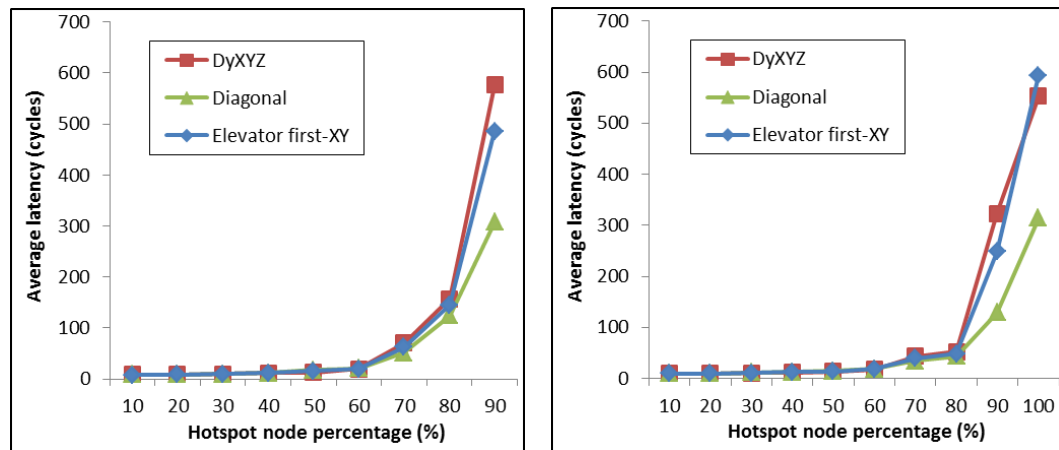 700
600
500
400
300
200
100
0
Average latency (cycles)
DyXYZ
Diagonal
Elevator first-XY
10 20 30 40 50 60 70 80 90
Hotspot node percentage (%)
700
600
500
400
300
200
100
0
Average latency (cycles)
DyXYZ
Diagonal
Elevator first-XY
10 20 30 40 50 60 70 80 90 100
Hotspot node percentage (%)